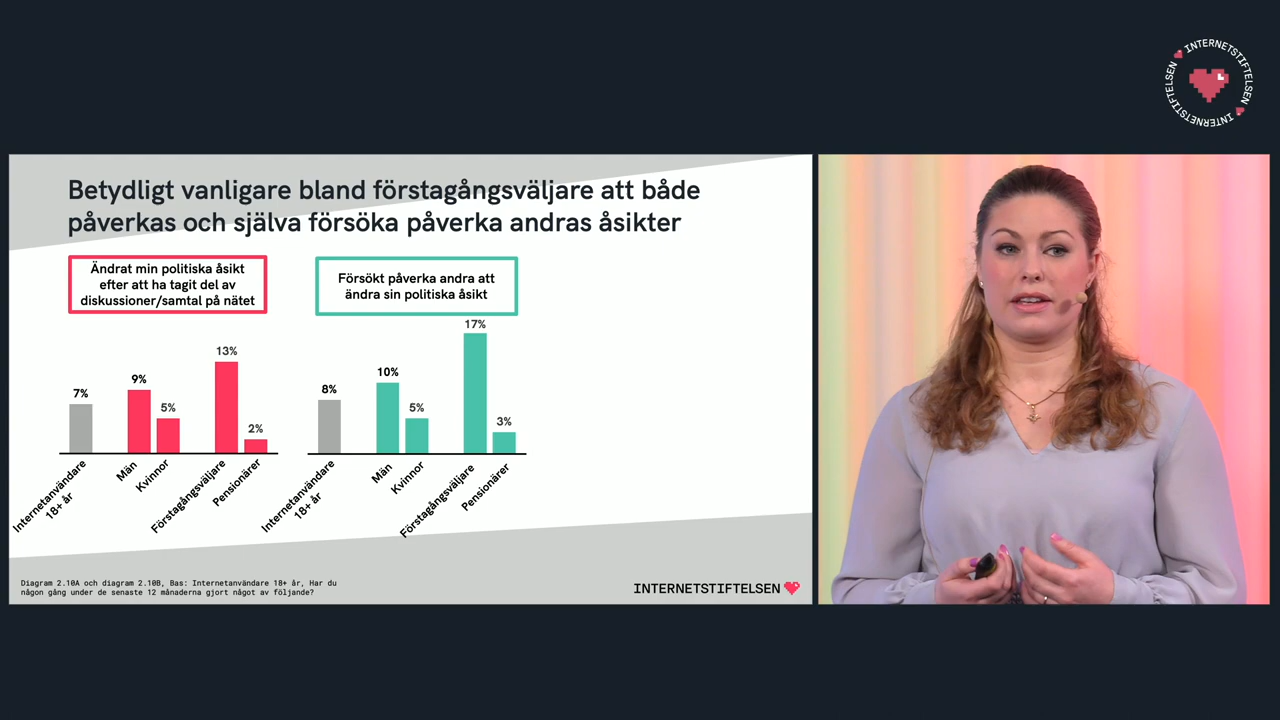 INTERNETSTIFTELSEN
INTERNETSTIFTELSEN
Betydligt vanligare bland förstagångsväljare att både
påverkas och själva försöka påverka andras åsikter
Ändrat min politiska åsikt
efter att ha tagit del av
diskussioner/samtal på nätet
7%
9%
5%
13%
2%
Internetanvändare
18+ år
Män
Kvinnor
Förstagångsväljare
Pensionärer
Försökt påverka andra att
ändra sin politiska åsikt
8%
10%
5%
17%
3%
Internetanvändare
18+ år
Män
Kvinnor
Förstagångsväljare
Pensionärer
Diagram 2.10A och diagram 2.10B, Bas: Internetanvändare 18+ år, Har du
någon gång under de senaste 12 månaderna gjort något av följande?
INTERNETSTIFTELSEN